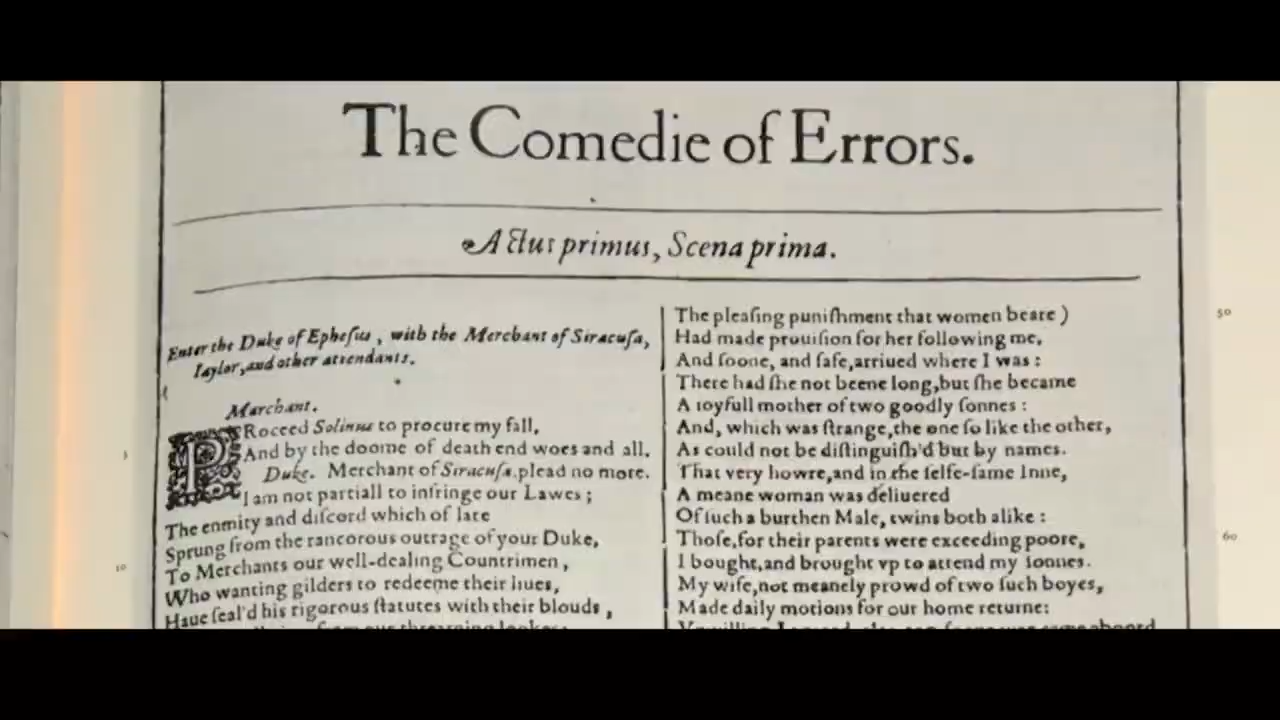 The Comedie of Errors.
Actus primus, Scena prima.
Enter the Duke of Ephesus, with the Merchant of Siracusa,
Iaylor, and other attendants.
Marchant.
PRoceed Solinus to procure my fall,
And by the doome of death end woes and all.
Duke. Merchant of Siracusa, plead no more.
I am not partiall to infringe our Lawes;
The enmity and discord which of late
Sprung from the rancorous outrage of your Duke,
To Merchants our well-dealing Countrimen,
Who wanting gilders to redeeme their liues,
Haue seal'd his rigorous statutes with their blouds,
The pleasing punishment that women beare)
Had made prouision for her following me,
And soone, and safe, arriued where I was:
There had she not beene long, but she became
A ioyfull mother of two goodly sonnes:
And, which was strange, the one so like the other,
As could not be distinguish'd but by names.
That very howre, and in the selfe-same Inne,
A meane woman was deliuered
Of such a burthen Male, twins both alike:
Those, for their parents were exceeding poore,
I bought, and brought vp to attend my sonnes.
My wife, not meanely prowd of two such boyes,
Made daily motions for our home returne:
10
50
60